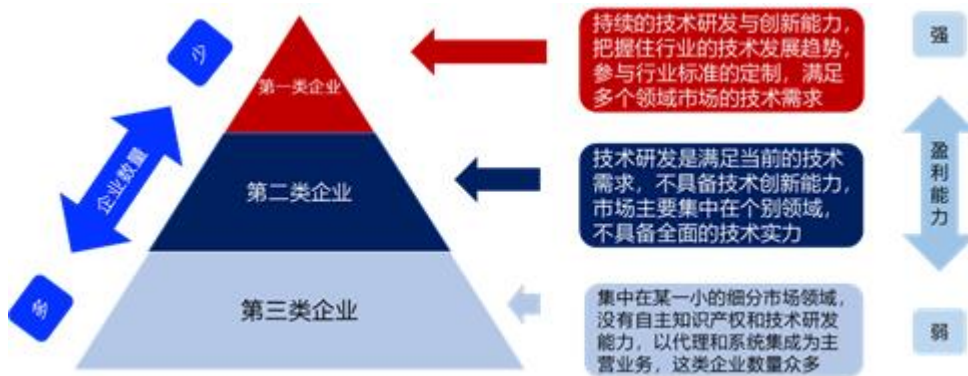 少
企业数量
多
第一类企业
第二类企业
第三类企业
持续的技术研发与创新能力，
把握住行业的技术发展趋势，
参与行业标准的定制，满足
多个领域市场的技术需求
技术研发是满足当前的技术
需求，不具备技术创新能力，
市场主要集中在个别领域，
不具备全面的技术实力
集中在某一小的细分市场领域，
没有自主知识产权和技术研发
能力，以代理和系统集成为主
营业务，这类企业数量众多
强
盈利能力
弱